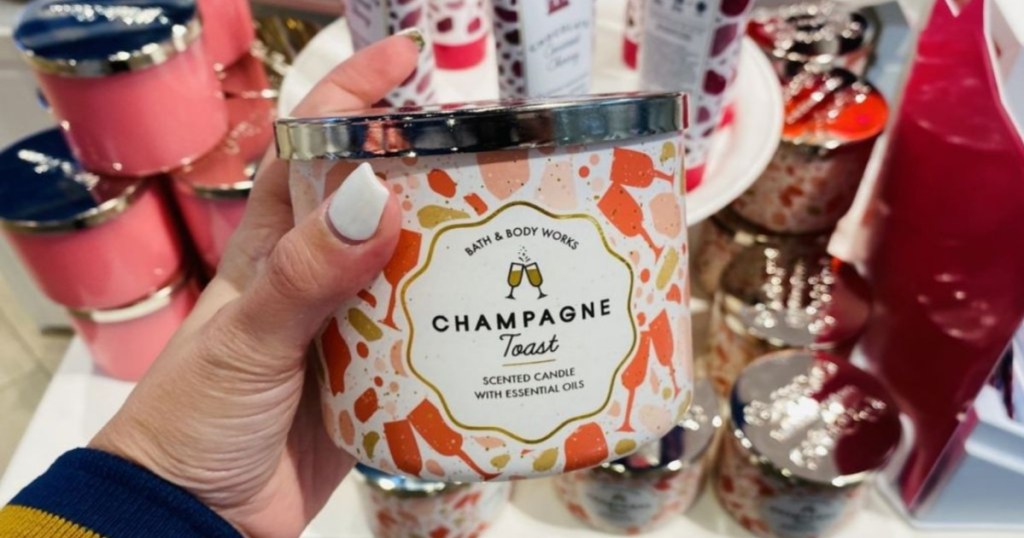 BATH & BODY WORKS
CHAMPAGNE
Toast
SCENTED CANDLE
WITH ESSENTIAL OILS